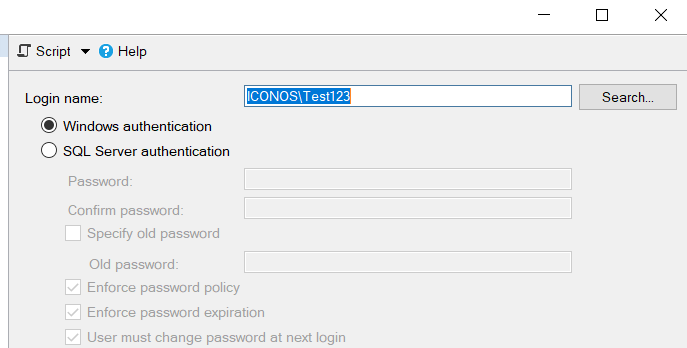 Script Help
Login name: ICONOS\Test123 Search...
Windows authentication
SQL Server authentication
Password:
Confirm password:
Specify old password
Old password:
Enforce password policy
Enforce password expiration
User must change password at next login